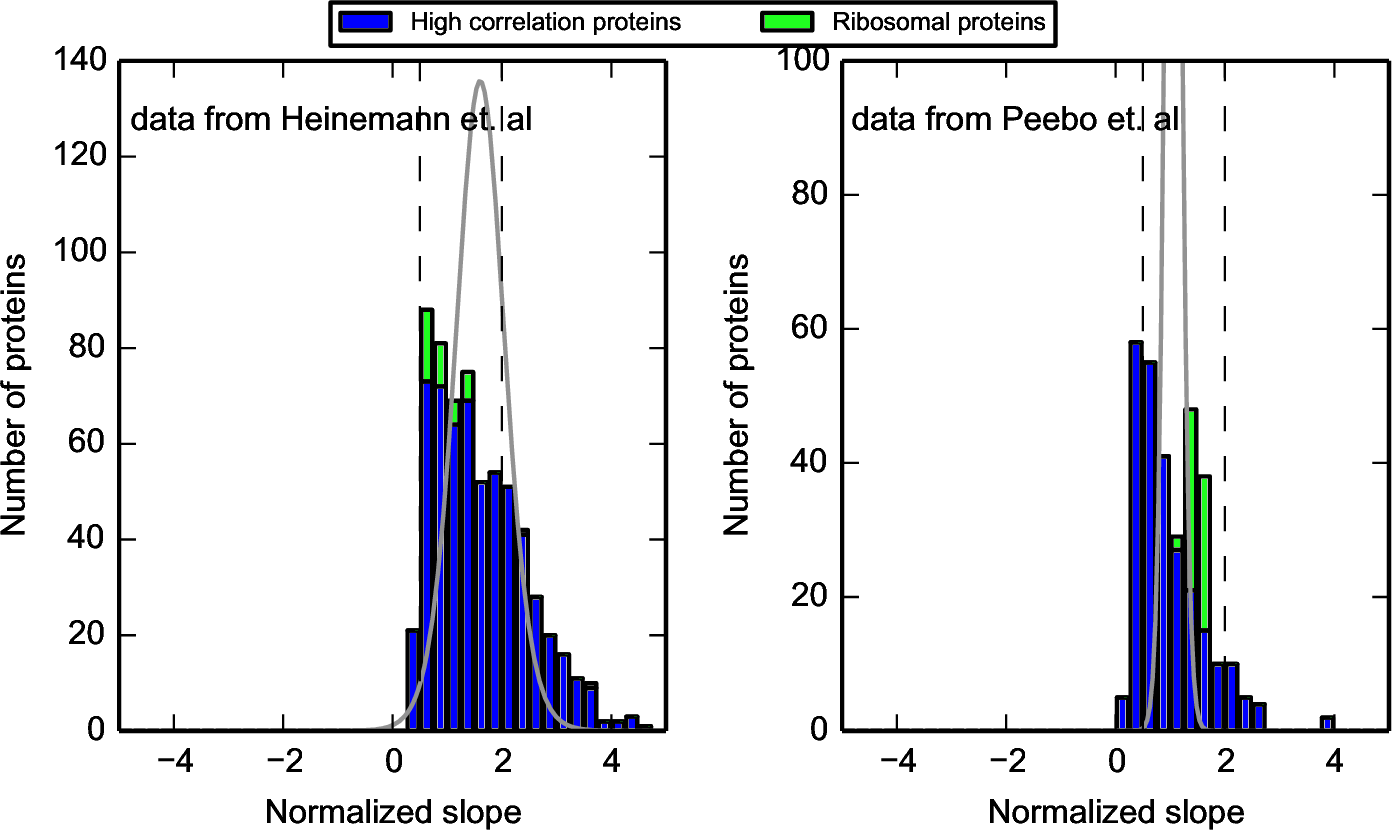 High correlation proteins Ribosomal proteins
data from Heinemann et. al
Number of proteins
140
120
100
80
60
40
20
0
−4 −2 0 2 4
Normalized slope
data from Peebo et. al
Number of proteins
100
80
60
40
20
0
−4 −2 0 2 4
Normalized slope